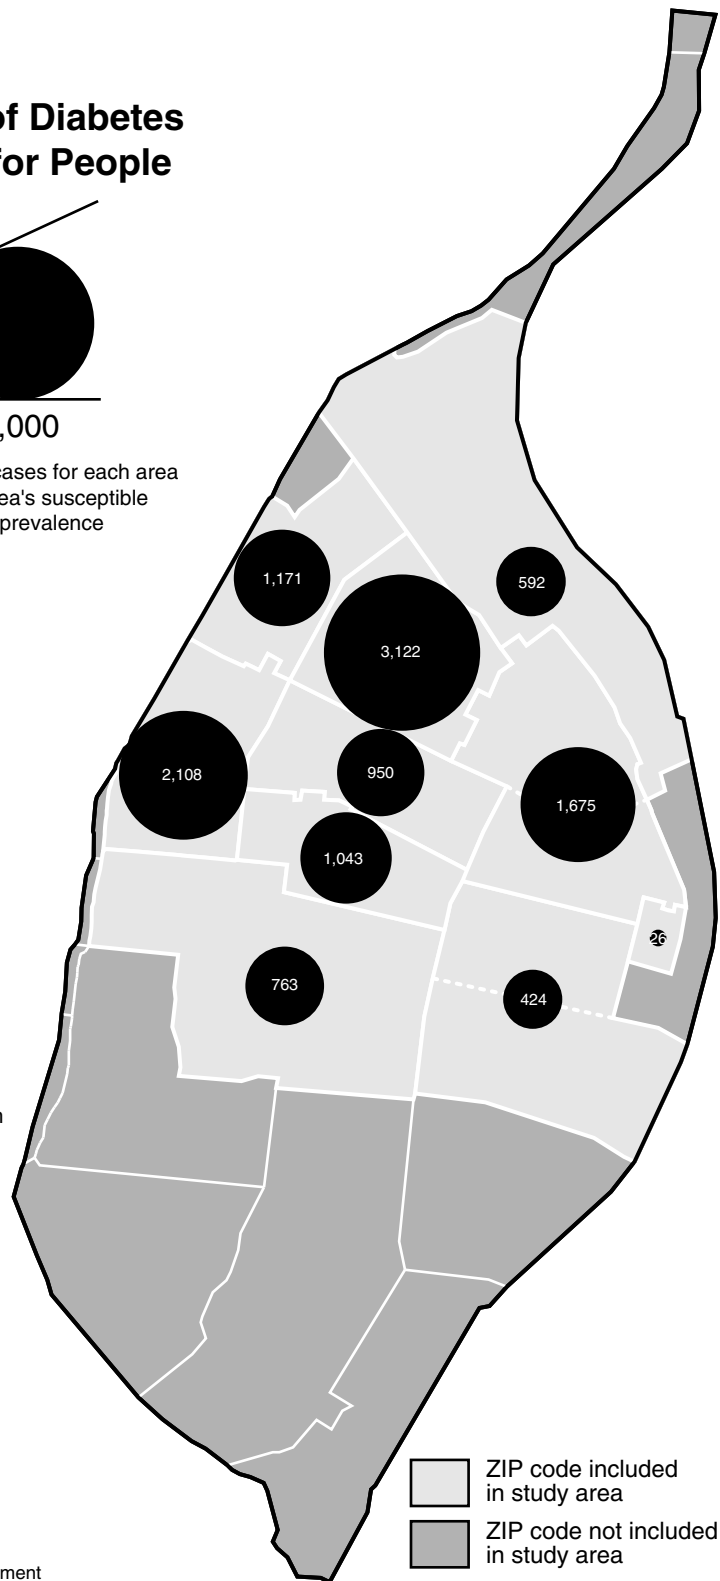 of Diabetes
for People
,000
cases for each area
ea's susceptible
prevalence
1,171
592
3,122
2,108
950
1,675
1,043
26
763
424
ZIP code included
in study area
ZIP code not included
in study area
ment